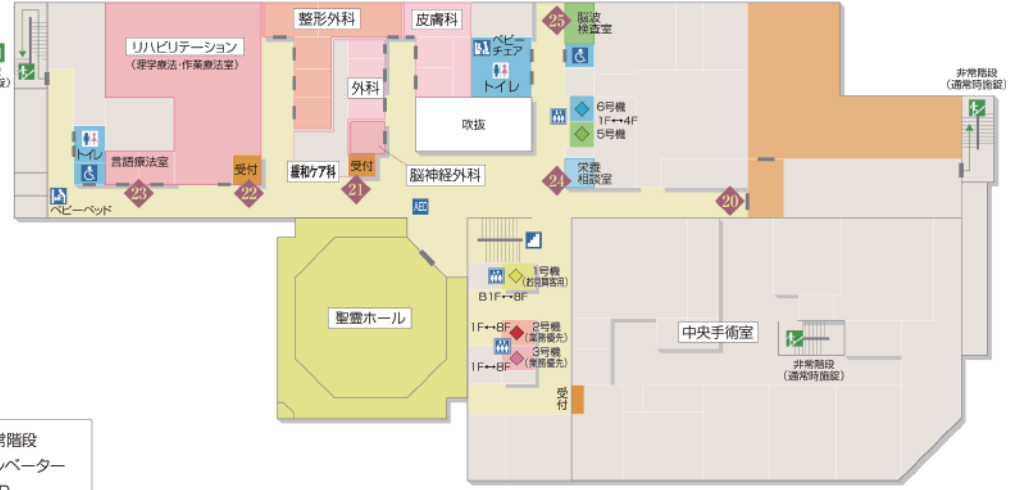 整形外科
皮膚科
25
脳波
検査室
リハビリテーション
(理学療法・作業療法室)
ベビー
チェア
トイレ
外科
吹抜
6号機
1F↔4F
5号機
非常階段
(通常時施錠)
トイレ
言語療法室
受付
緩和ケア科
受付
脳神経外科
24
栄養
相談室
ベビーベッド
23
22
21
AED
20
1号機
(お見舞客用)
B1F↔8F
聖霊ホール
1F↔8F
2号機
(業務優先)
3号機
(業務優先)
1F↔8F
中央手術室
非常階段
(通常時施錠)
受付
常階段
ベーター